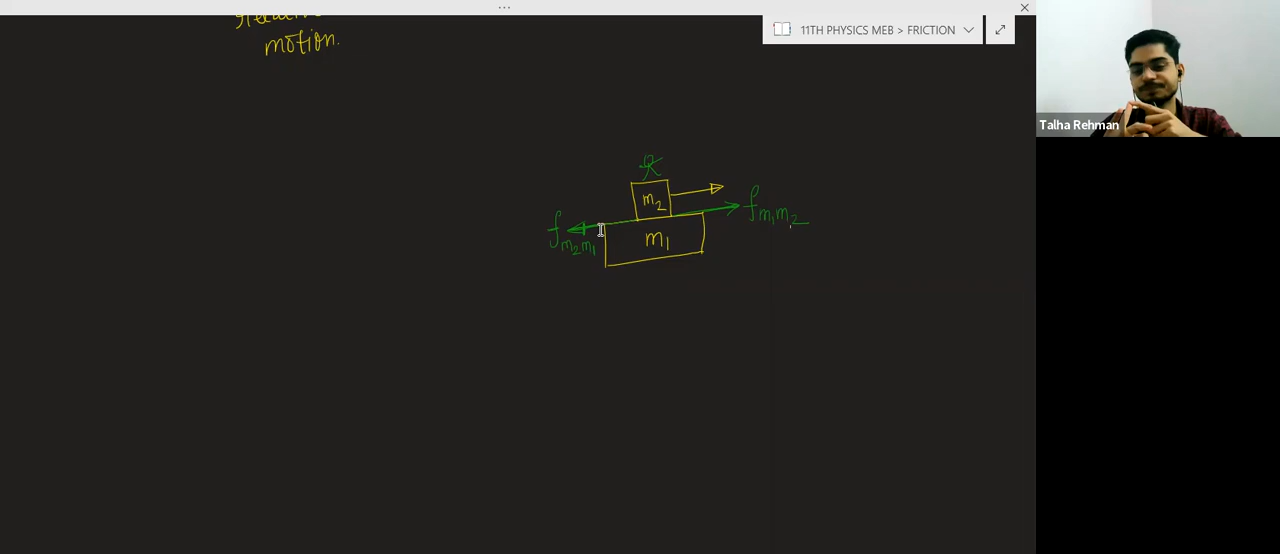 motion.
11TH PHYSICS MEB > FRICTION
Talha Rehman
m₂
f m₁m₂
f m₂m₁
m₁